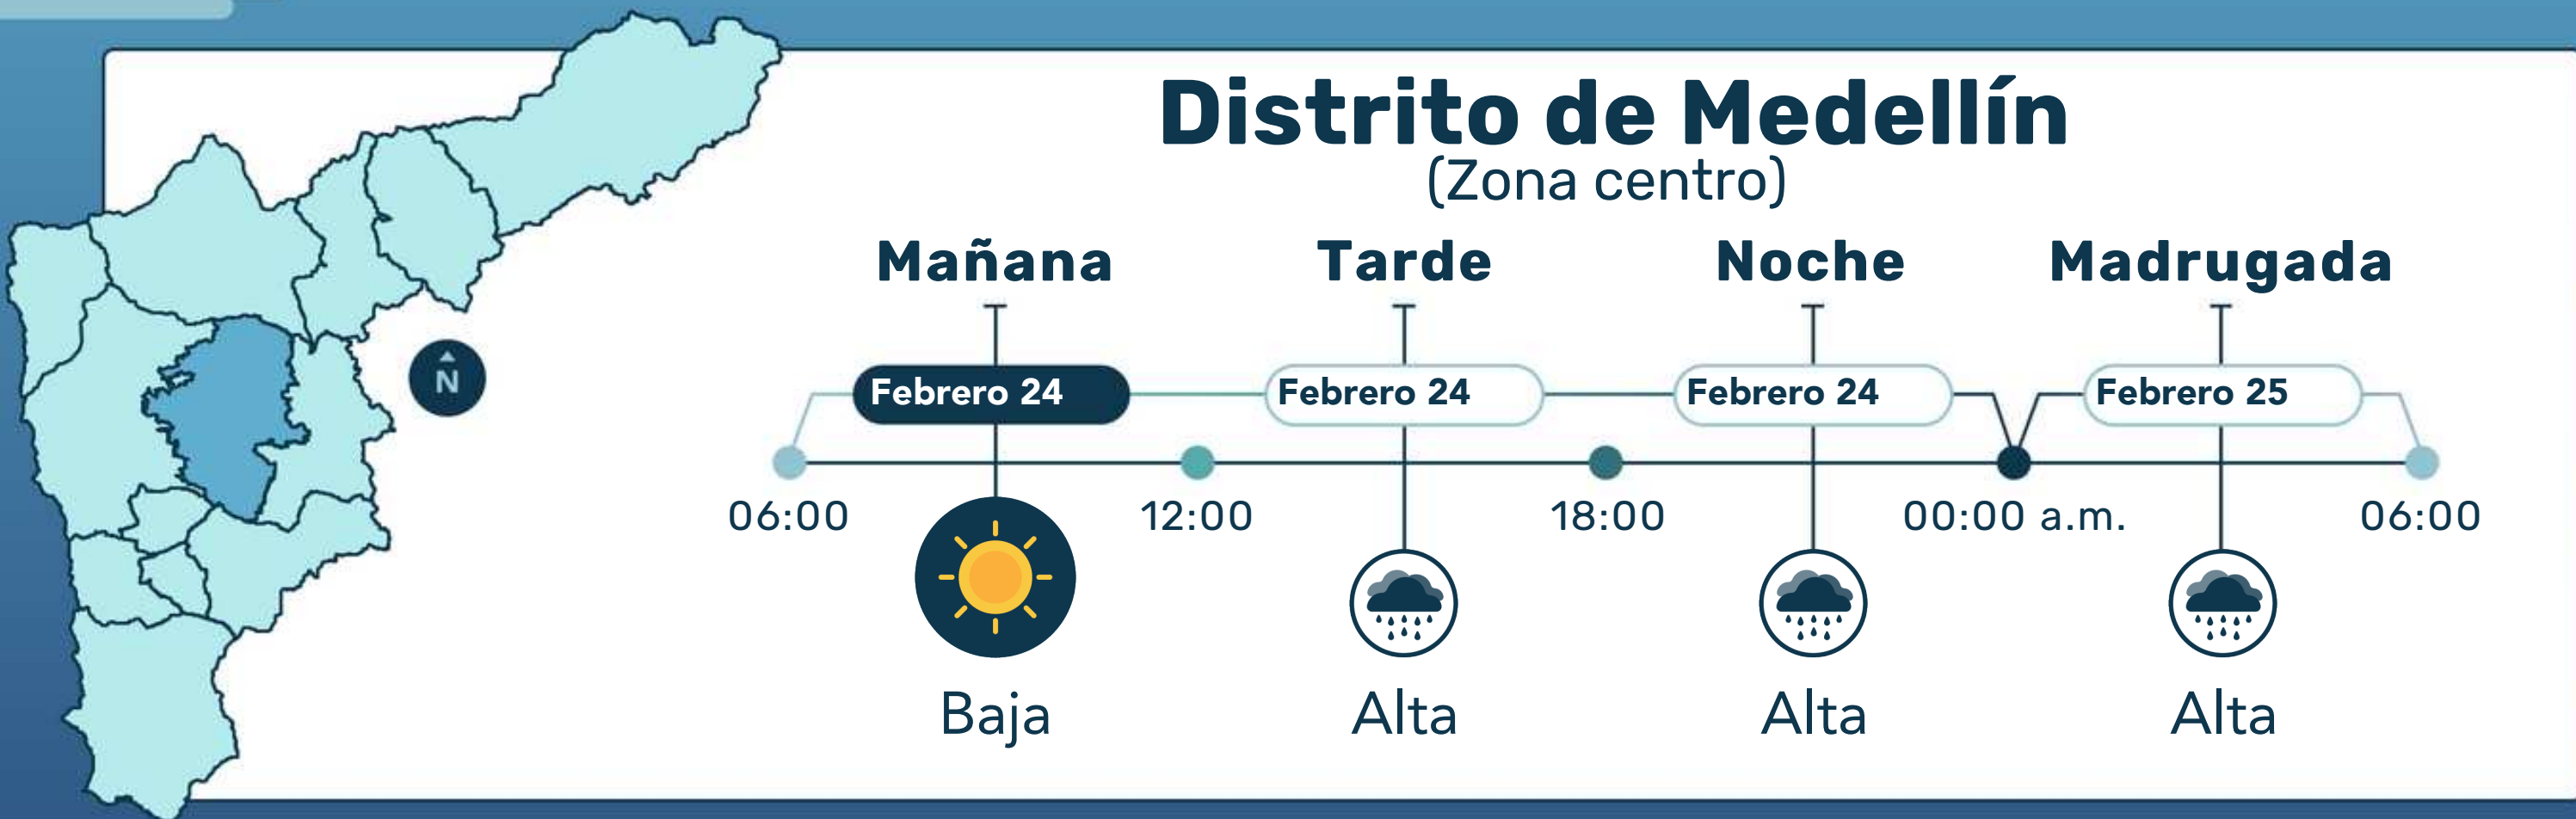 Distrito de Medellín
(Zona centro)
Mañana Tarde Noche Madrugada
Febrero 24 Febrero 24 Febrero 24 Febrero 25
N
06:00 12:00 18:00 00:00 a.m. 06:00
Baja Alta Alta Alta